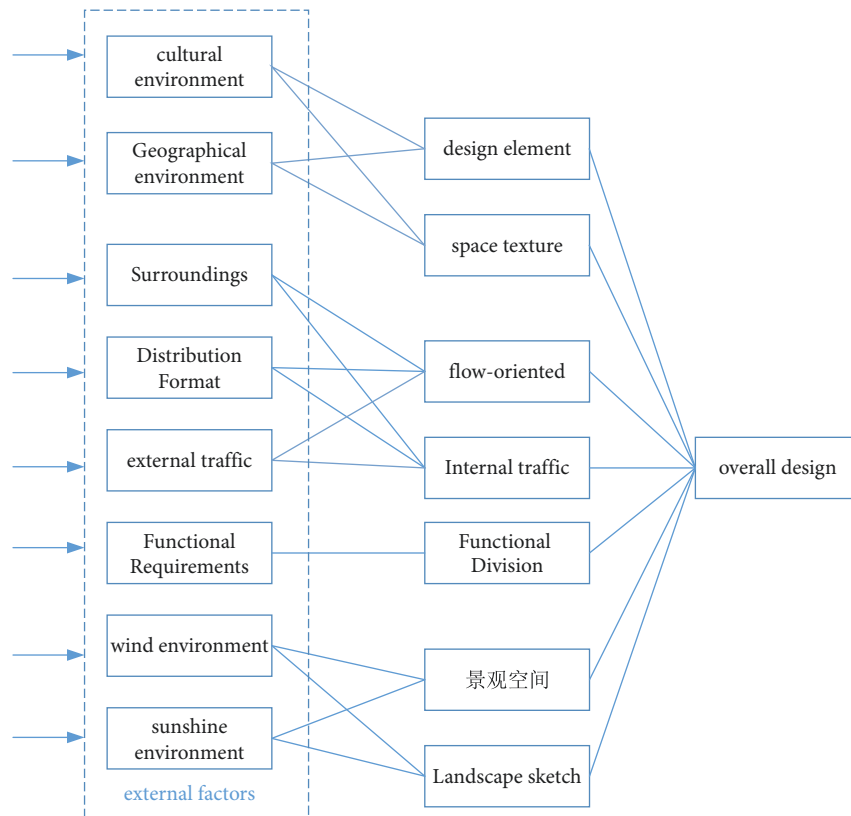 cultural
environment
Geographical
environment
Surroundings
Distribution
Format
external traffic
Functional
Requirements
wind environment
sunshine
environment
external factors
design element
space texture
flow-oriented
Internal traffic
Functional
Division
景观空间
Landscape sketch
overall design